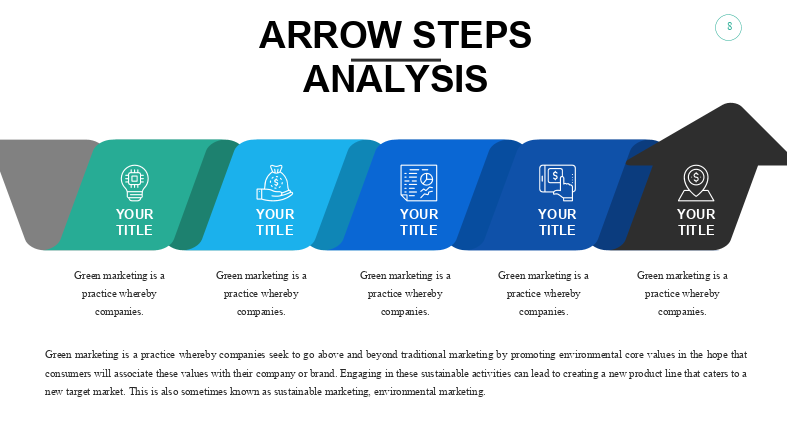 ARROW STEPS
ANALYSIS
8
YOUR
TITLE
YOUR
TITLE
YOUR
TITLE
YOUR
TITLE
YOUR
TITLE
Green marketing is a
practice whereby
companies.
Green marketing is a
practice whereby
companies.
Green marketing is a
practice whereby
companies.
Green marketing is a
practice whereby
companies.
Green marketing is a
practice whereby
companies.
Green marketing is a practice whereby companies seek to go above and beyond traditional marketing by promoting environmental core values in the hope that
consumers will associate these values with their company or brand. Engaging in these sustainable activities can lead to creating a new product line that caters to a
new target market. This is also sometimes known as sustainable marketing, environmental marketing.